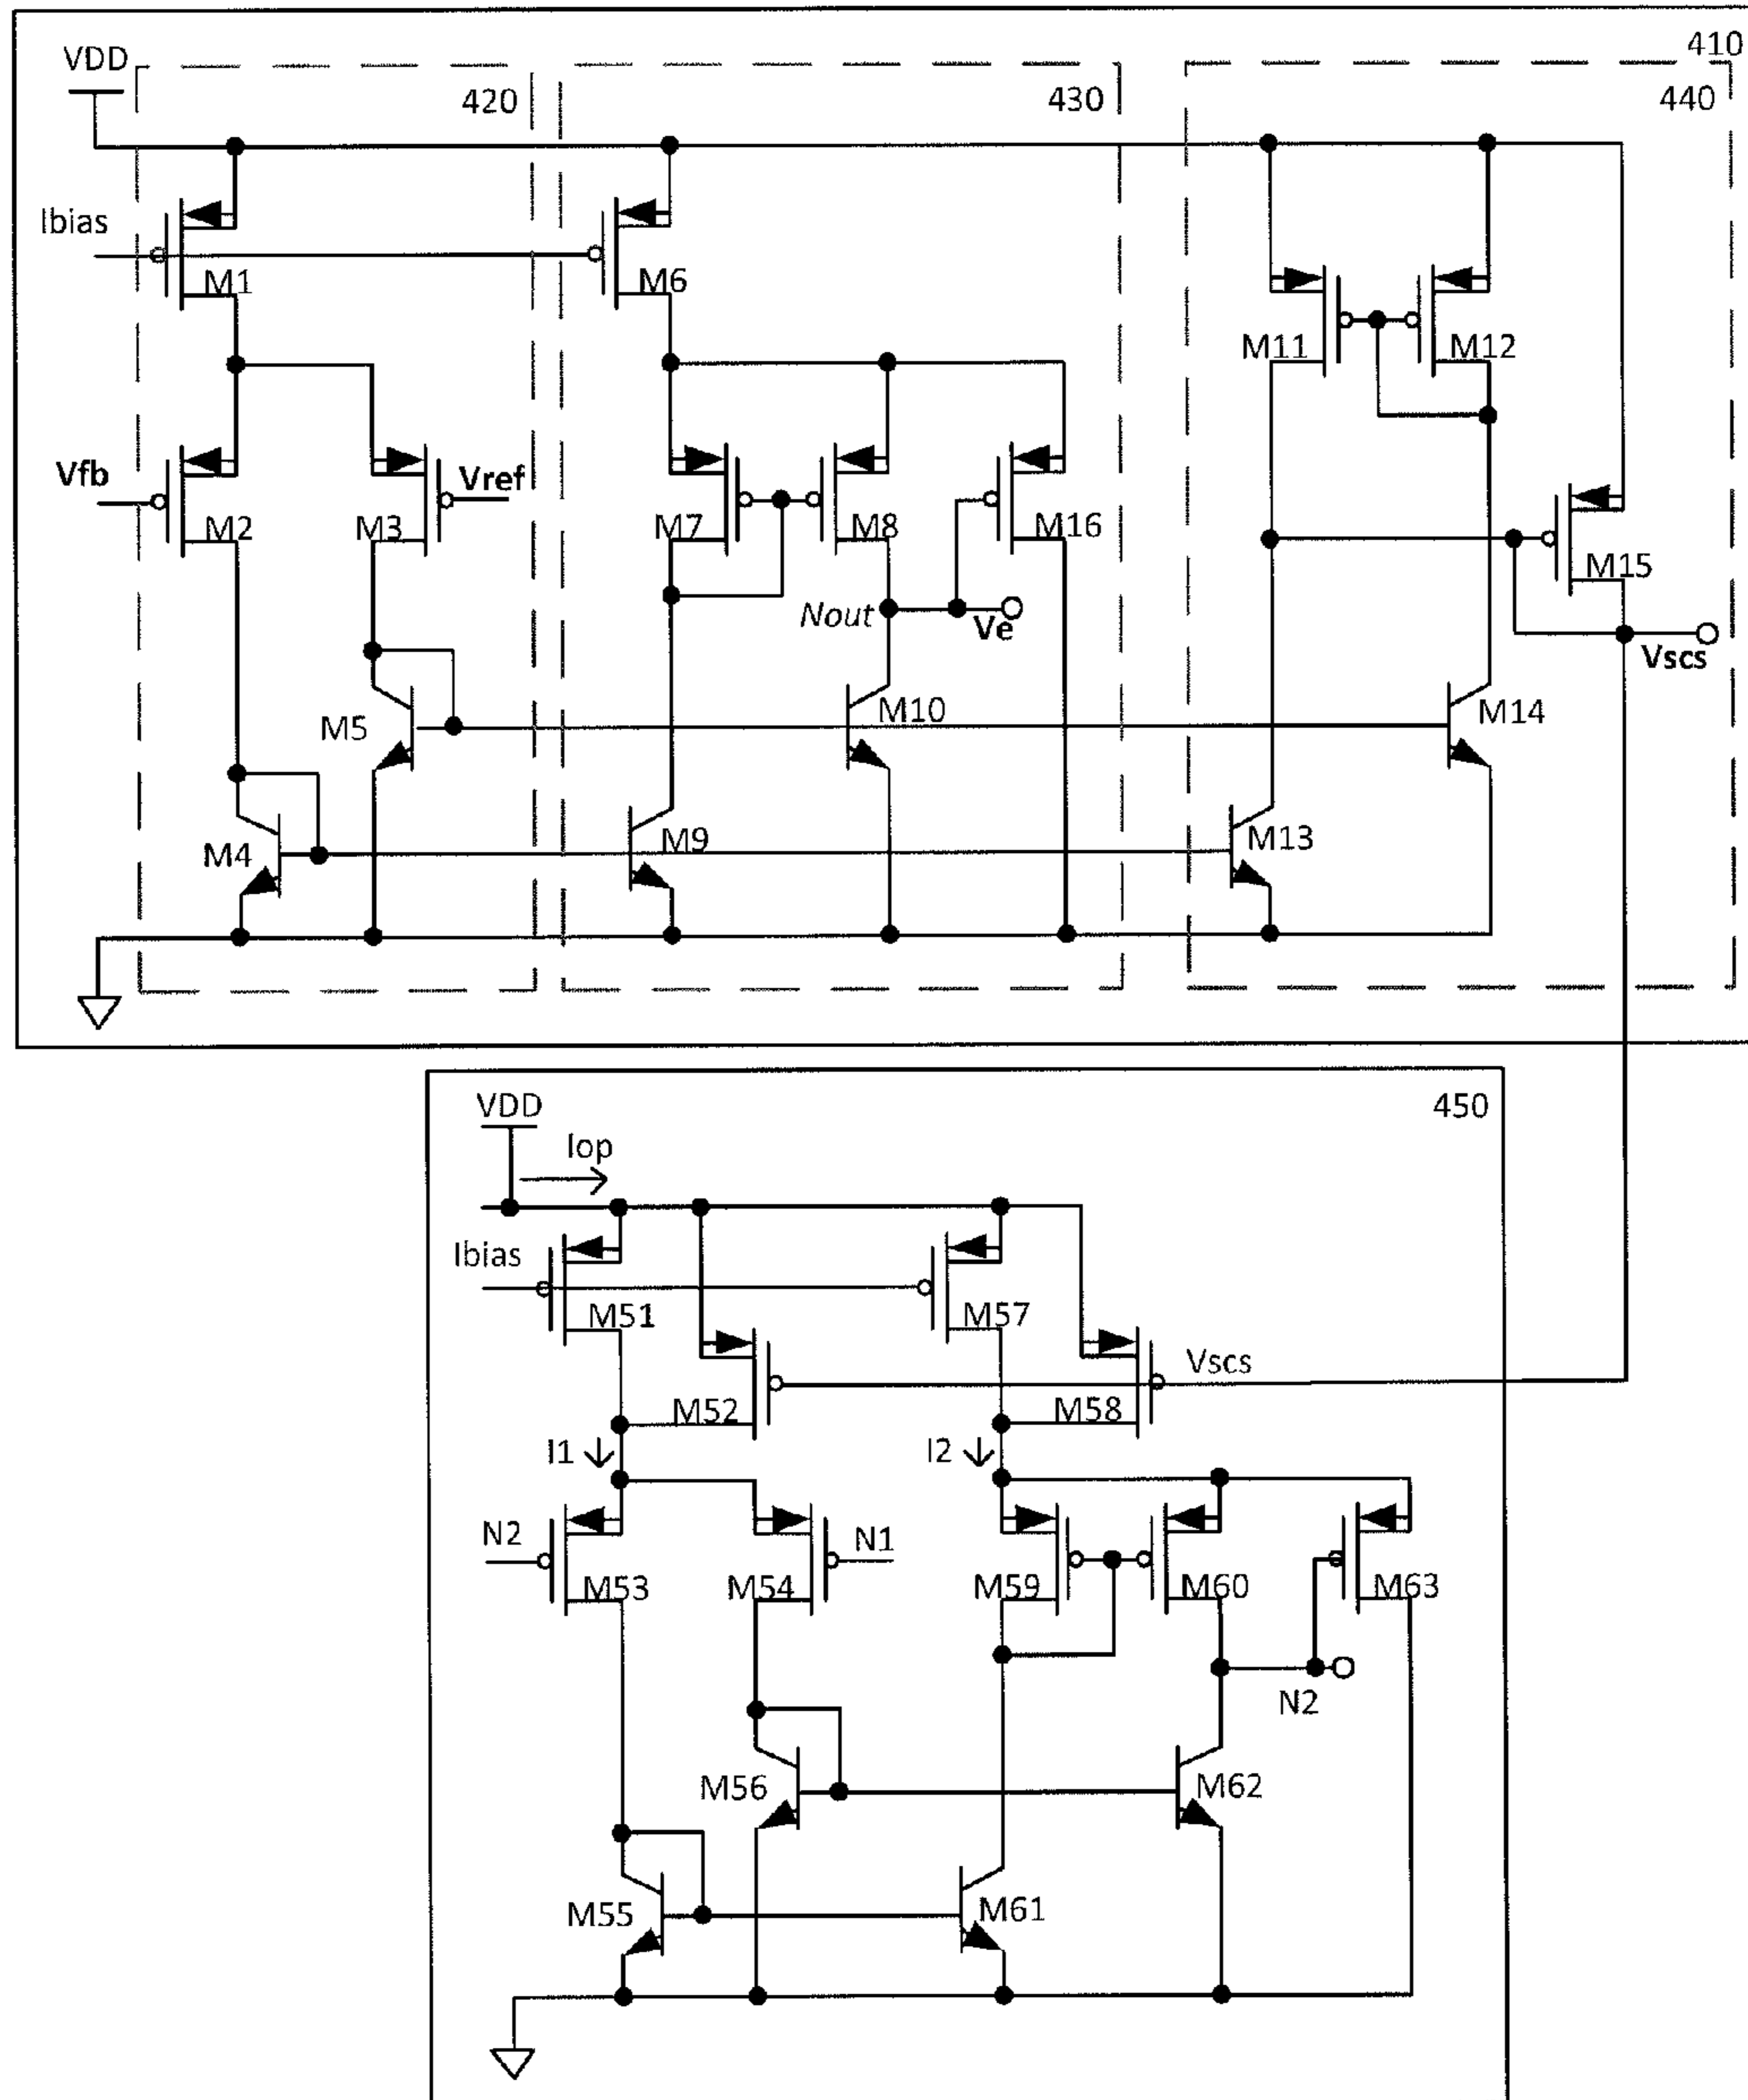 410
VDD
420
430
440
Ibias
M1
M6
M11
M12
Vfb
Vref
M2
M3
M7
M8
M16
M15
Nout
Ve
Vscs
M5
M10
M14
M4
M9
M13
VDD
450
Iop
Ibias
M51
M57
Vscs
M52
M58
I1
I2
N2
N1
M53
M54
M59
M60
M63
N2
M56
M62
M55
M61